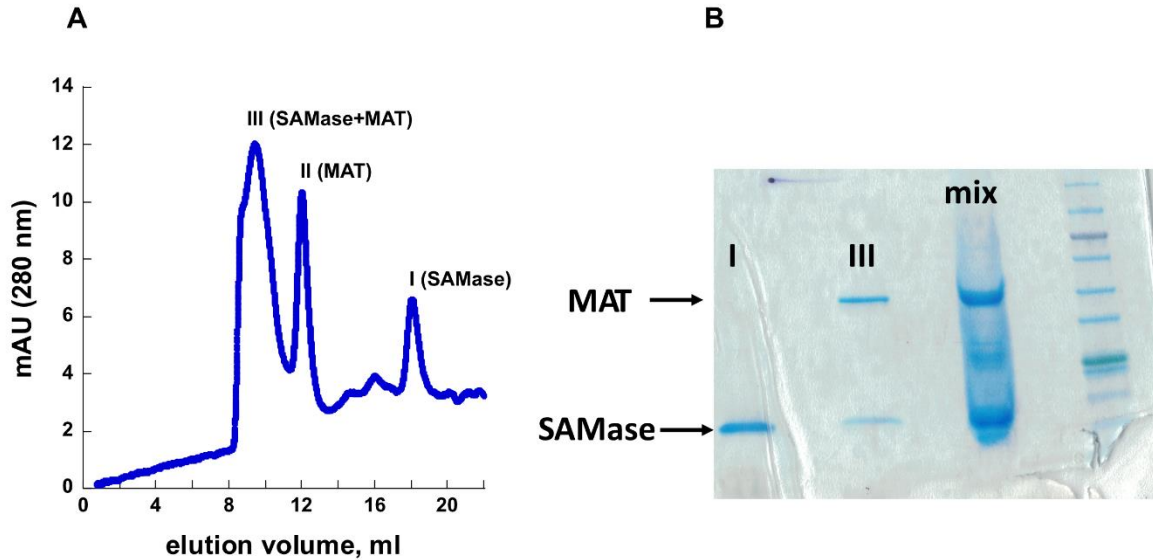 A
B
14
12
10
8
6
4
2
0
0
4
8
12
16
20
mAU (280 nm)
elution volume, ml
III (SAMase+MAT)
II (MAT)
I (SAMase)
mix
I
III
MAT
SAMase